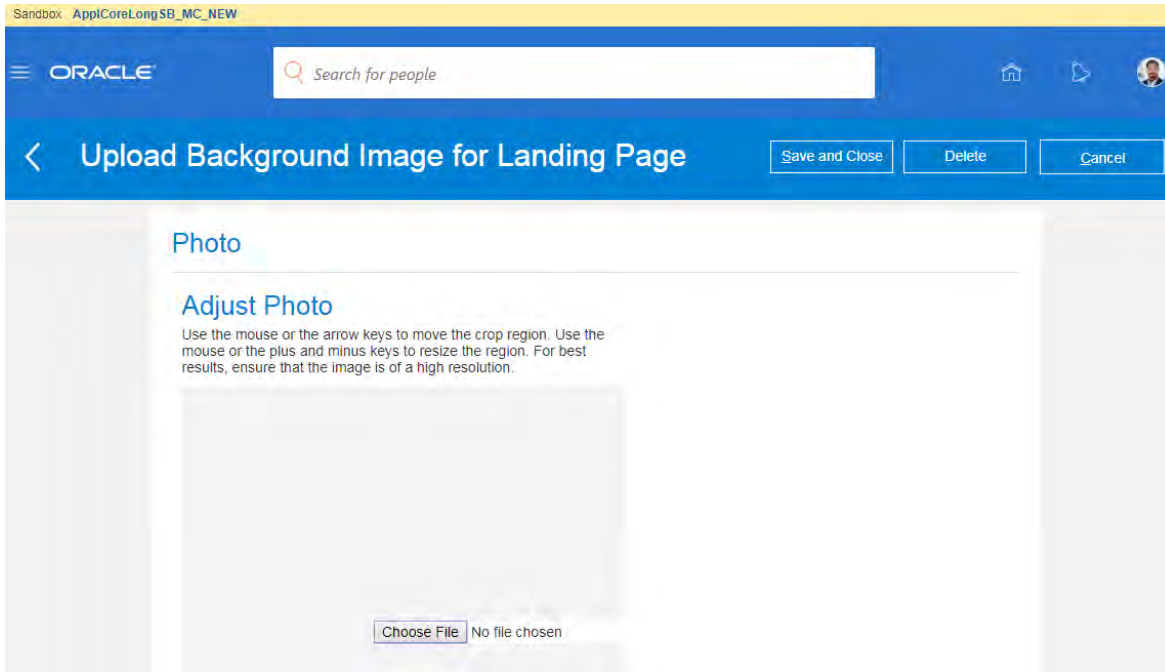 Sandbox ApplCoreLongSB_MC_NEW
ORACLE
Search for people
Upload Background Image for Landing Page
Save and Close
Delete
Cancel
Photo
Adjust Photo
Use the mouse or the arrow keys to move the crop region. Use the
mouse or the plus and minus keys to resize the region. For best
results, ensure that the image is of a high resolution.
Choose File No file chosen